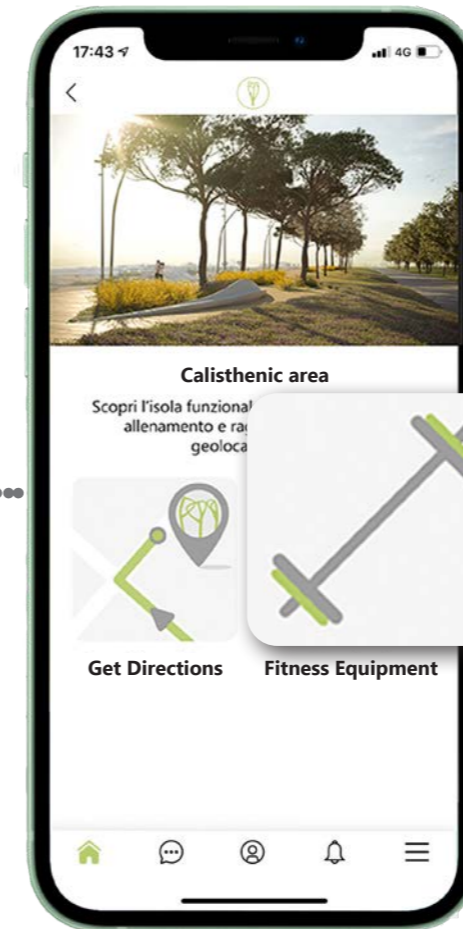 17:43
4G
Calisthenic area
Scopri l'isola funzional
allenamento e rag
geoloca
Get Directions
Fitness Equipment